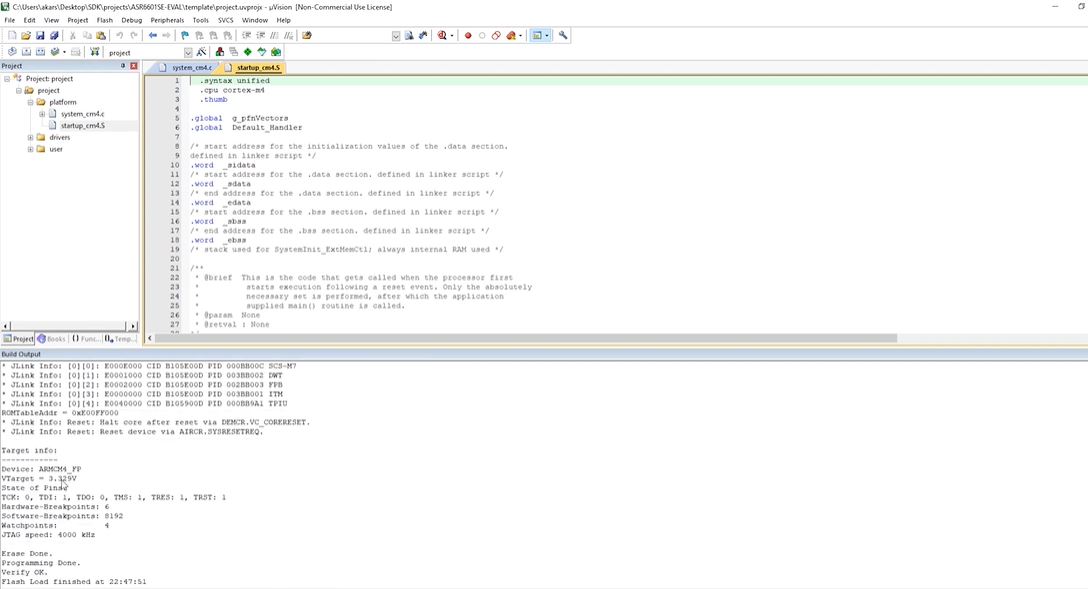 C:\Users\akars\Desktop\SDK\projects\ASR6601SE-EVAL\template\project.uvprojx - µVision [Non-Commercial Use License]
File Edit View Project Flash Debug Peripherals Tools SVCS Window Help
project
Project
system_cm4.c startup_cm4.S
Project: project
project
platform
system_cm4.c
startup_cm4.S
drivers
user
1 .syntax unified
2 .cpu cortex-m4
3 .thumb
4
5 .global g_pfnVectors
6 .global Default_Handler
7
8 /* start address for the initialization values of the .data section.
9 defined in linker script */
10 .word _sidata
11 /* start address for the .data section. defined in linker script */
12 .word _sdata
13 /* end address for the .data section. defined in linker script */
14 .word _edata
15 /* start address for the .bss section. defined in linker script */
16 .word _sbss
17 /* end address for the .bss section. defined in linker script */
18 .word _ebss
19 /* stack used for SystemInit_ExtMemCtl; always internal RAM used */
20
21 /**
22 * @brief This is the code that gets called when the processor first
23 * starts execution following a reset event. Only the absolutely
24 * necessary set is performed, after which the application
25 * supplied main() routine is called.
26 * @param None
27 * @retval : None
Project Books {} Func... Temp...
Build Output
* JLink Info: [0][0]: E000E000 CID B105E00D PID 000BB00C SCS-M7
* JLink Info: [0][1]: E0001000 CID B105E00D PID 003BB002 DWT
* JLink Info: [0][2]: E0002000 CID B105E00D PID 002BB003 FPB
* JLink Info: [0][3]: E0000000 CID B105E00D PID 003BB001 ITM
* JLink Info: [0][4]: E0040000 CID B105900D PID 000BB9A1 TPIU
ROMTableAddr = 0xE00FF000
* JLink Info: Reset: Halt core after reset via DEMCR.VC_CORERESET.
* JLink Info: Reset: Reset device via AIRCR.SYSRESETREQ.
Target info:
------------
Device: ARMCM4_FP
VTarget = 3.329V
State of Pins:
TCK: 0, TDI: 1, TDO: 0, TMS: 1, TRES: 1, TRST: 1
Hardware-Breakpoints: 6
Software-Breakpoints: 8192
Watchpoints: 4
JTAG speed: 4000 kHz
Erase Done.
Programming Done.
Verify OK.
Flash Load finished at 22:47:51